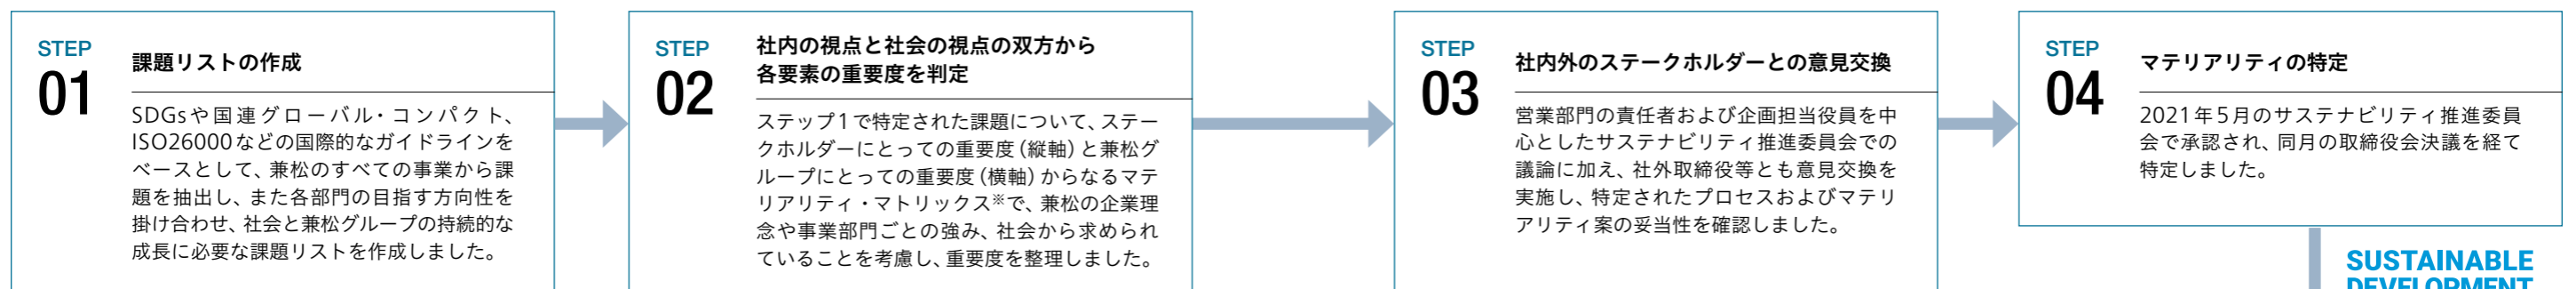 STEP
01
課題リストの作成
SDGsや国連グローバル・コンパクト、
ISO26000などの国際的なガイドラインを
ベースとして、兼松のすべての事業から課
題を抽出し、また各部門の目指す方向性を
掛け合わせ、社会と兼松グループの持続的な
成長に必要な課題リストを作成しました。
STEP
02
社内の視点と社会の視点の双方から
各要素の重要度を判定
ステップ1で特定された課題について、ステー
クホルダーにとっての重要度（縦軸）と兼松グ
ループにとっての重要度（横軸）からなるマテ
リアリティ・マトリックス※で、兼松の企業理
念や事業部門ごとの強み、社会から求められ
ていることを考慮し、重要度を整理しました。
STEP
03
社内外のステークホルダーとの意見交換
営業部門の責任者および企画担当役員を中
心としたサステナビリティ推進委員会での
議論に加え、社外取締役等とも意見交換を
実施し、特定されたプロセスおよびマテリ
アリティ案の妥当性を確認しました。
STEP
04
マテリアリティの特定
2021年5月のサステナビリティ推進委員
会で承認され、同月の取締役会決議を経て
特定しました。
SUSTAINABLE
DEVELOPMENT